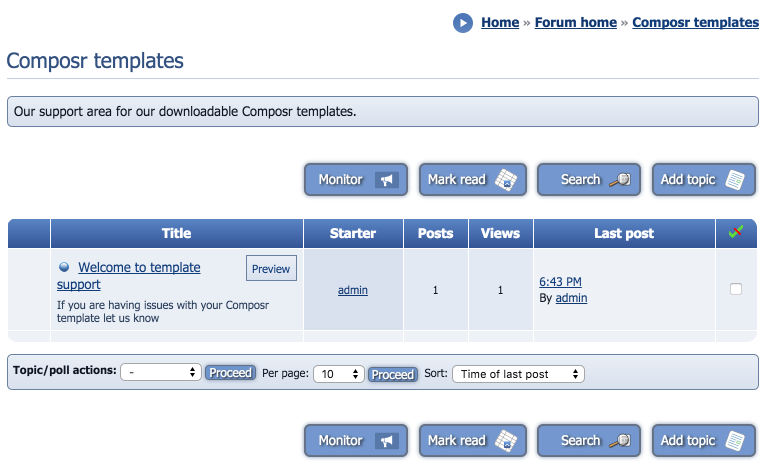 Home » Forum home » Composr templates
Composr templates
Our support area for our downloadable Composr templates.
Monitor Mark read Search Add topic
Title Starter Posts Views Last post
Welcome to template support
Preview
If you are having issues with your Composr
template let us know
admin
1
1
6:43 PM
By admin
Topic/poll actions: - Proceed Per page: 10 Proceed Sort: Time of last post
Monitor Mark read Search Add topic